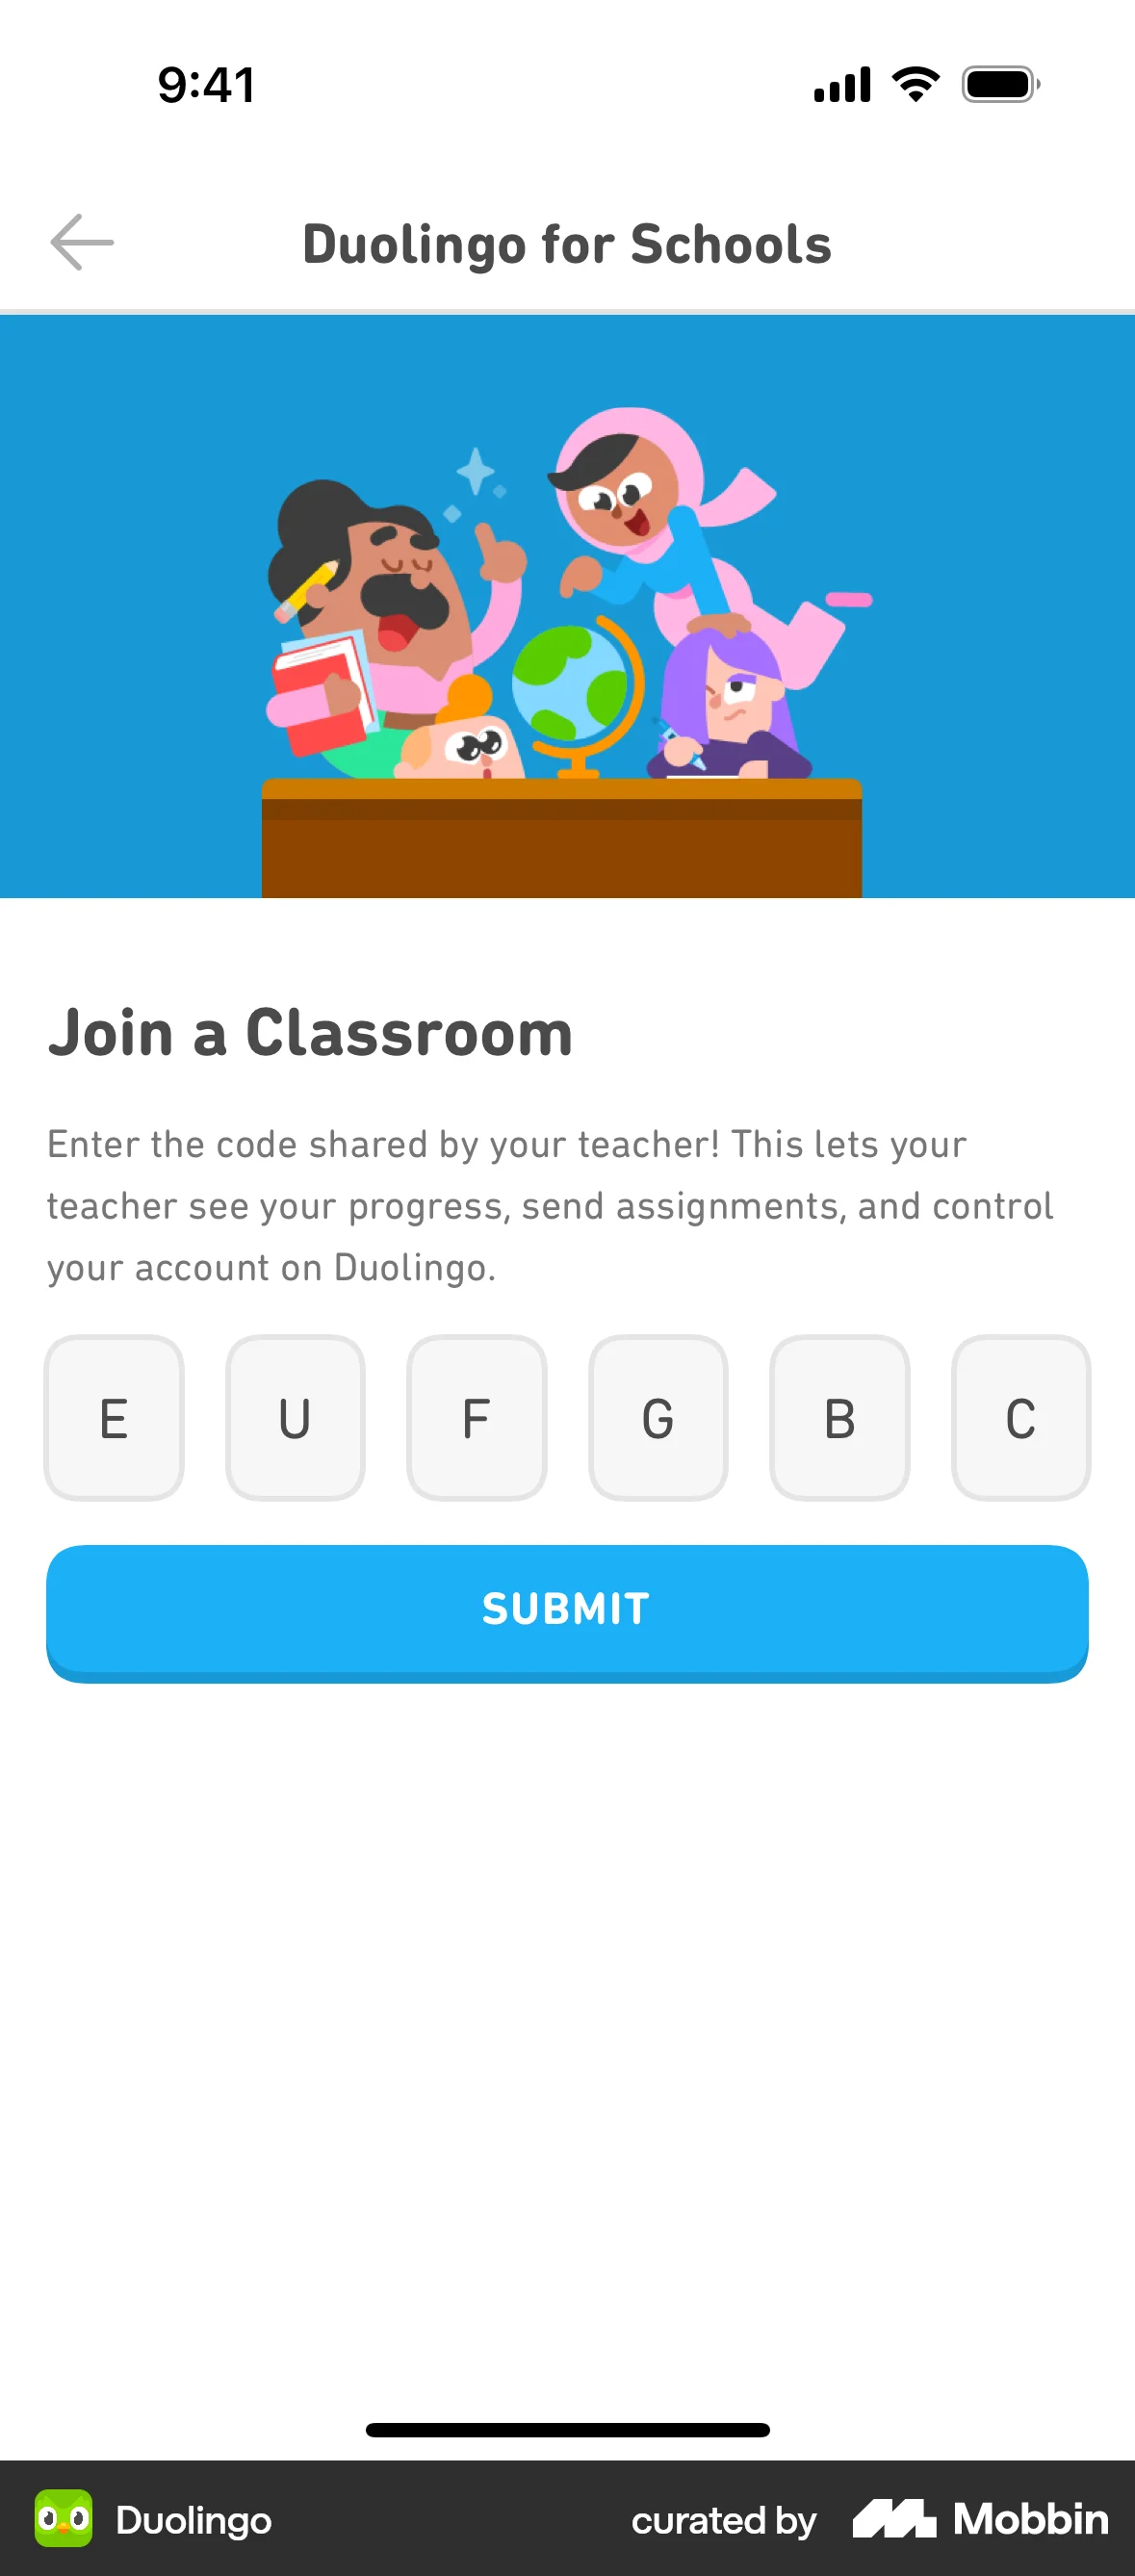 9:41
Duolingo for Schools
Join a Classroom
Enter the code shared by your teacher! This lets your
teacher see your progress, send assignments, and control
your account on Duolingo.
E U F G B C
SUBMIT
Duolingo curated by Mobbin